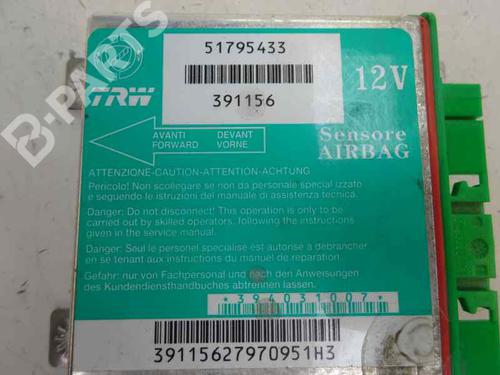 51795433
391156
12V
TRW
AVANTI DEVANT
FORWARD VORNE
Sensore
AIRBAG
ATTENZIONE-CAUTION-ATTENTION-ACHTUNG
Pericolo! Non scollegare se non da personale specializzato
e seguendo le istruzioni del manuale di assistenza tecnica.
Danger: Do not disconnect! This operation is only to be
carried out by skilled operators. following the instructions
given in the service manual.
Danger: Seul le personel specialise est autorise à debrancher
en se tenant aux instructions du manuel de reparation.
Gefahr: nur von Fachpersonal und nach den Anweisungen
des Kundendiensthandbuches abtrennen lassen.
*394031007*
39115627970951H3
B-PARTS